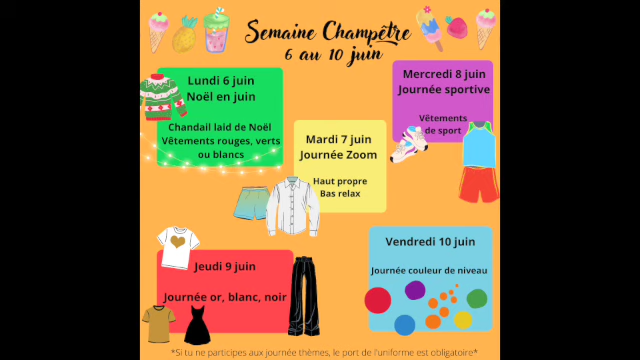 Semaine Champêtre
6 au 10 juin
Lundi 6 juin
Noël en juin
Chandail laid de Noël
Vêtements rouges, verts
ou blancs
Mardi 7 juin
Journée Zoom
Haut propre
Bas relax
Mercredi 8 juin
Journée sportive
Vêtements
de sport
Jeudi 9 juin
Journée or, blanc, noir
Vendredi 10 juin
Journée couleur de niveau
*Si tu ne participes aux journée thèmes, le port de l'uniforme est obligatoire*